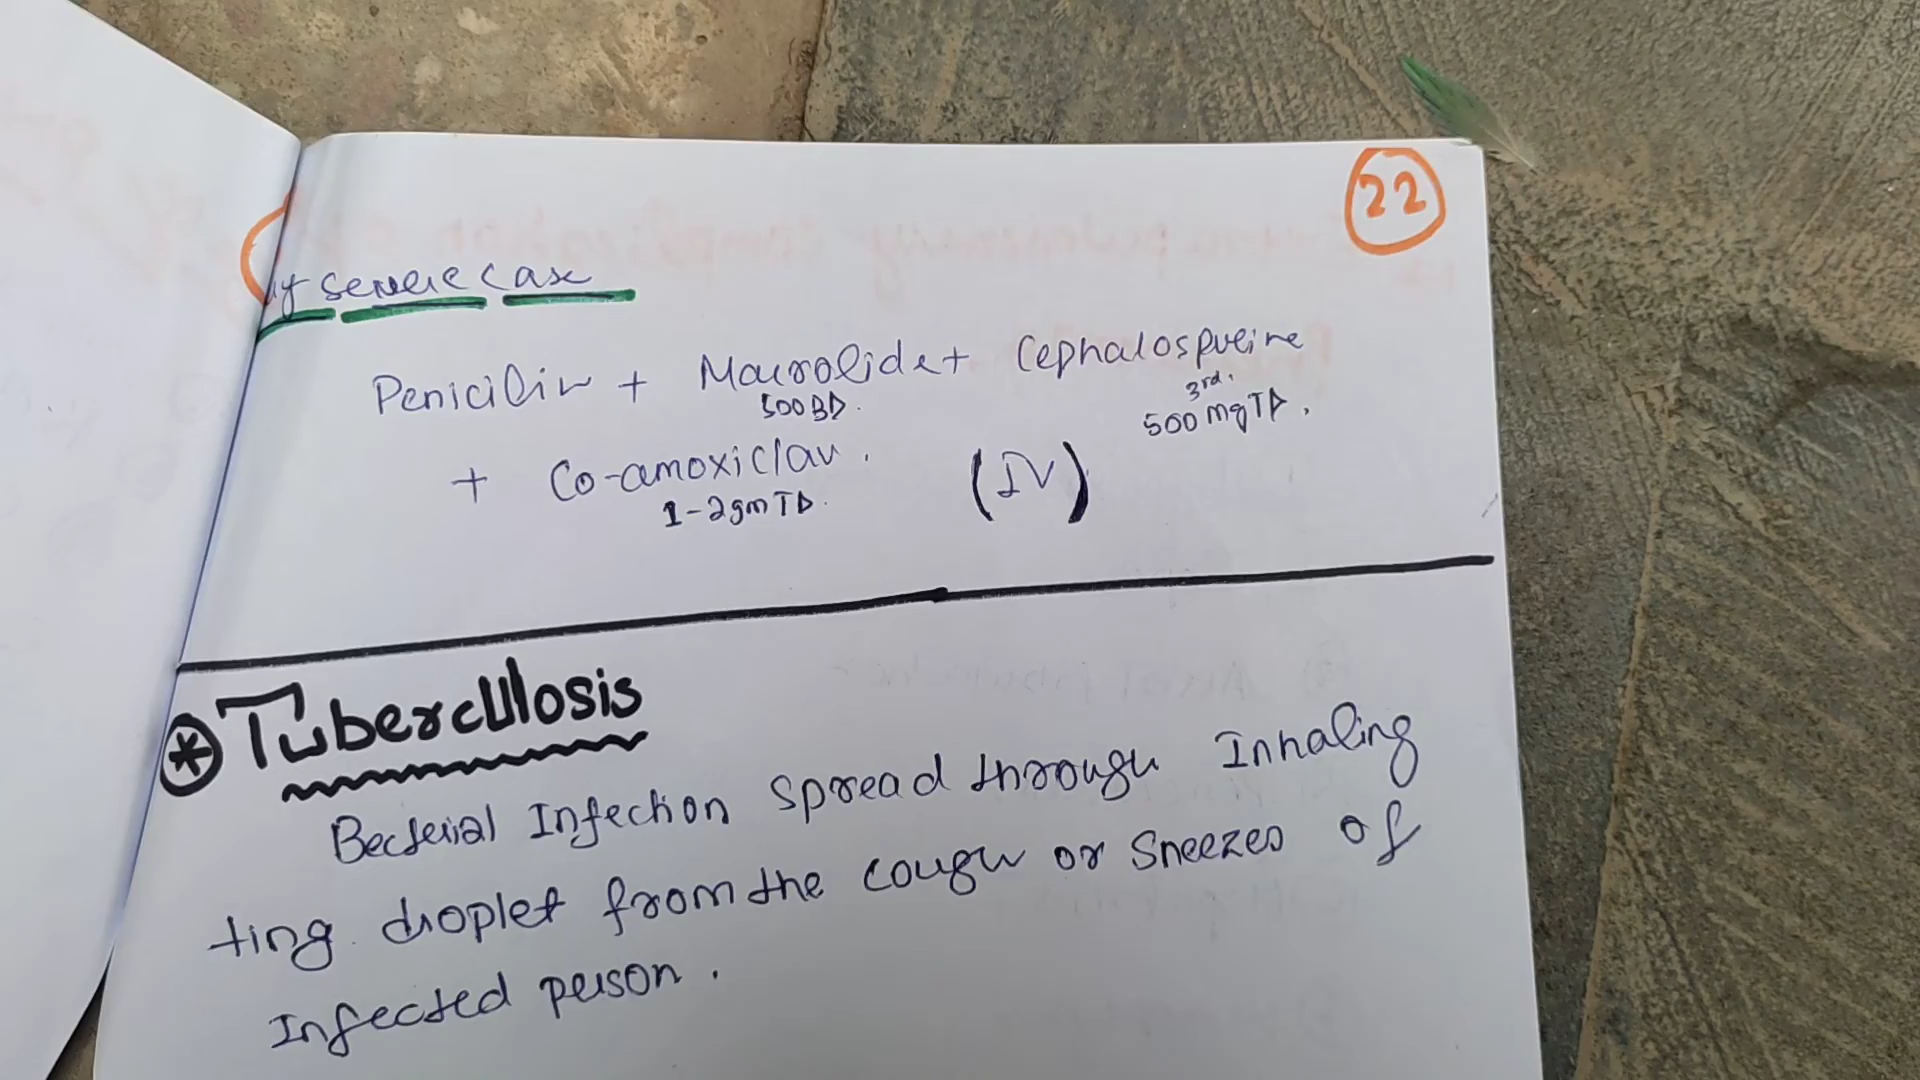 22
If severe case
Penicilin + Macrolide + Cephalosporine
500 BD. 3rd.
500 mg TD.
+ Co-amoxiclav. (IV)
1-2gm TD.
* Tuberculosis
Becterial Infection spread through Inhaling
ting droplet from the cough or sneezes of
Infected person.